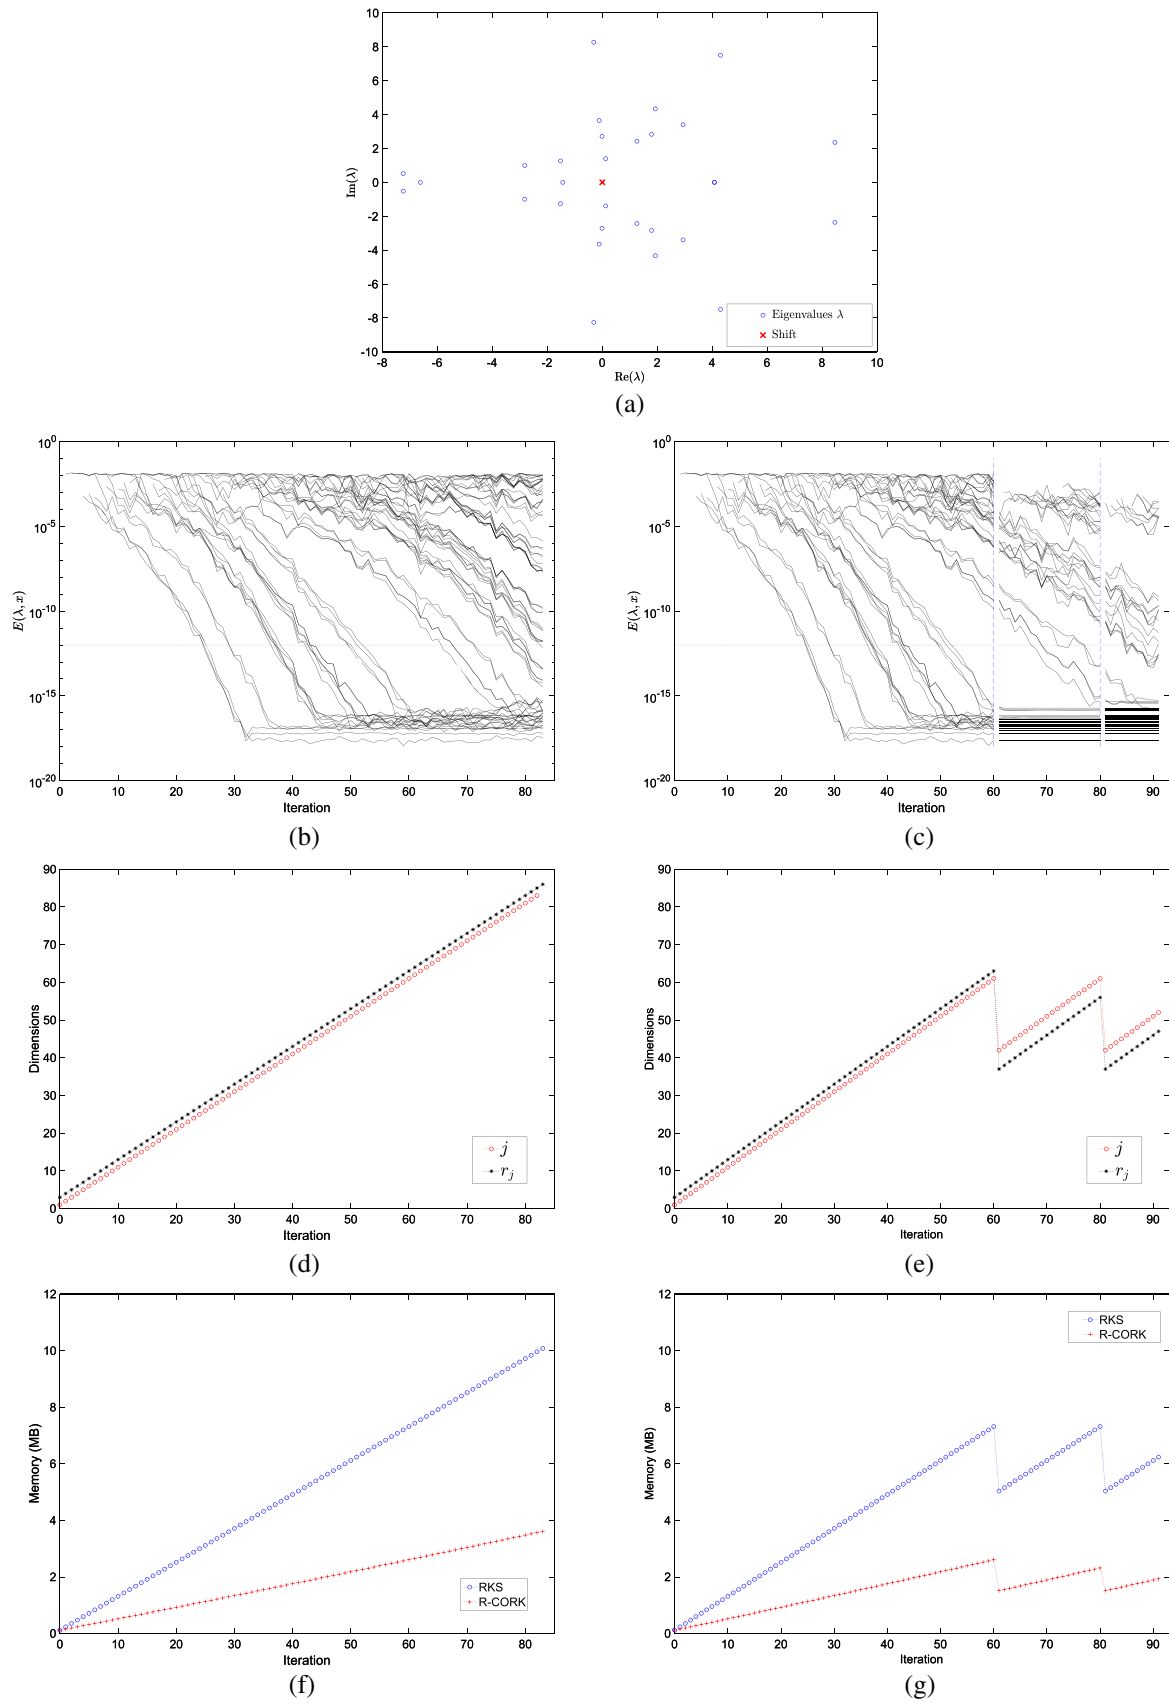 10
8
6
4
2
0
-2
-4
-6
-8
-10
Im(λ)
-8 -6 -4 -2 0 2 4 6 8 10
Re(λ)
Eigenvalues λ
Shift
(a)
10^0
10^-5
10^-10
10^-15
10^-20
E(λ, x)
0 10 20 30 40 50 60 70 80
Iteration
(b)
10^0
10^-5
10^-10
10^-15
10^-20
E(λ, x)
0 10 20 30 40 50 60 70 80 90
Iteration
(c)
90
80
70
60
50
40
30
20
10
0
Dimensions
0 10 20 30 40 50 60 70 80
Iteration
j
r_j
(d)
90
80
70
60
50
40
30
20
10
0
Dimensions
0 10 20 30 40 50 60 70 80 90
Iteration
j
r_j
(e)
12
10
8
6
4
2
0
Memory (MB)
0 10 20 30 40 50 60 70 80
Iteration
RKS
R-CORK
(f)
12
10
8
6
4
2
0
Memory (MB)
0 10 20 30 40 50 60 70 80 90
Iteration
RKS
R-CORK
(g)